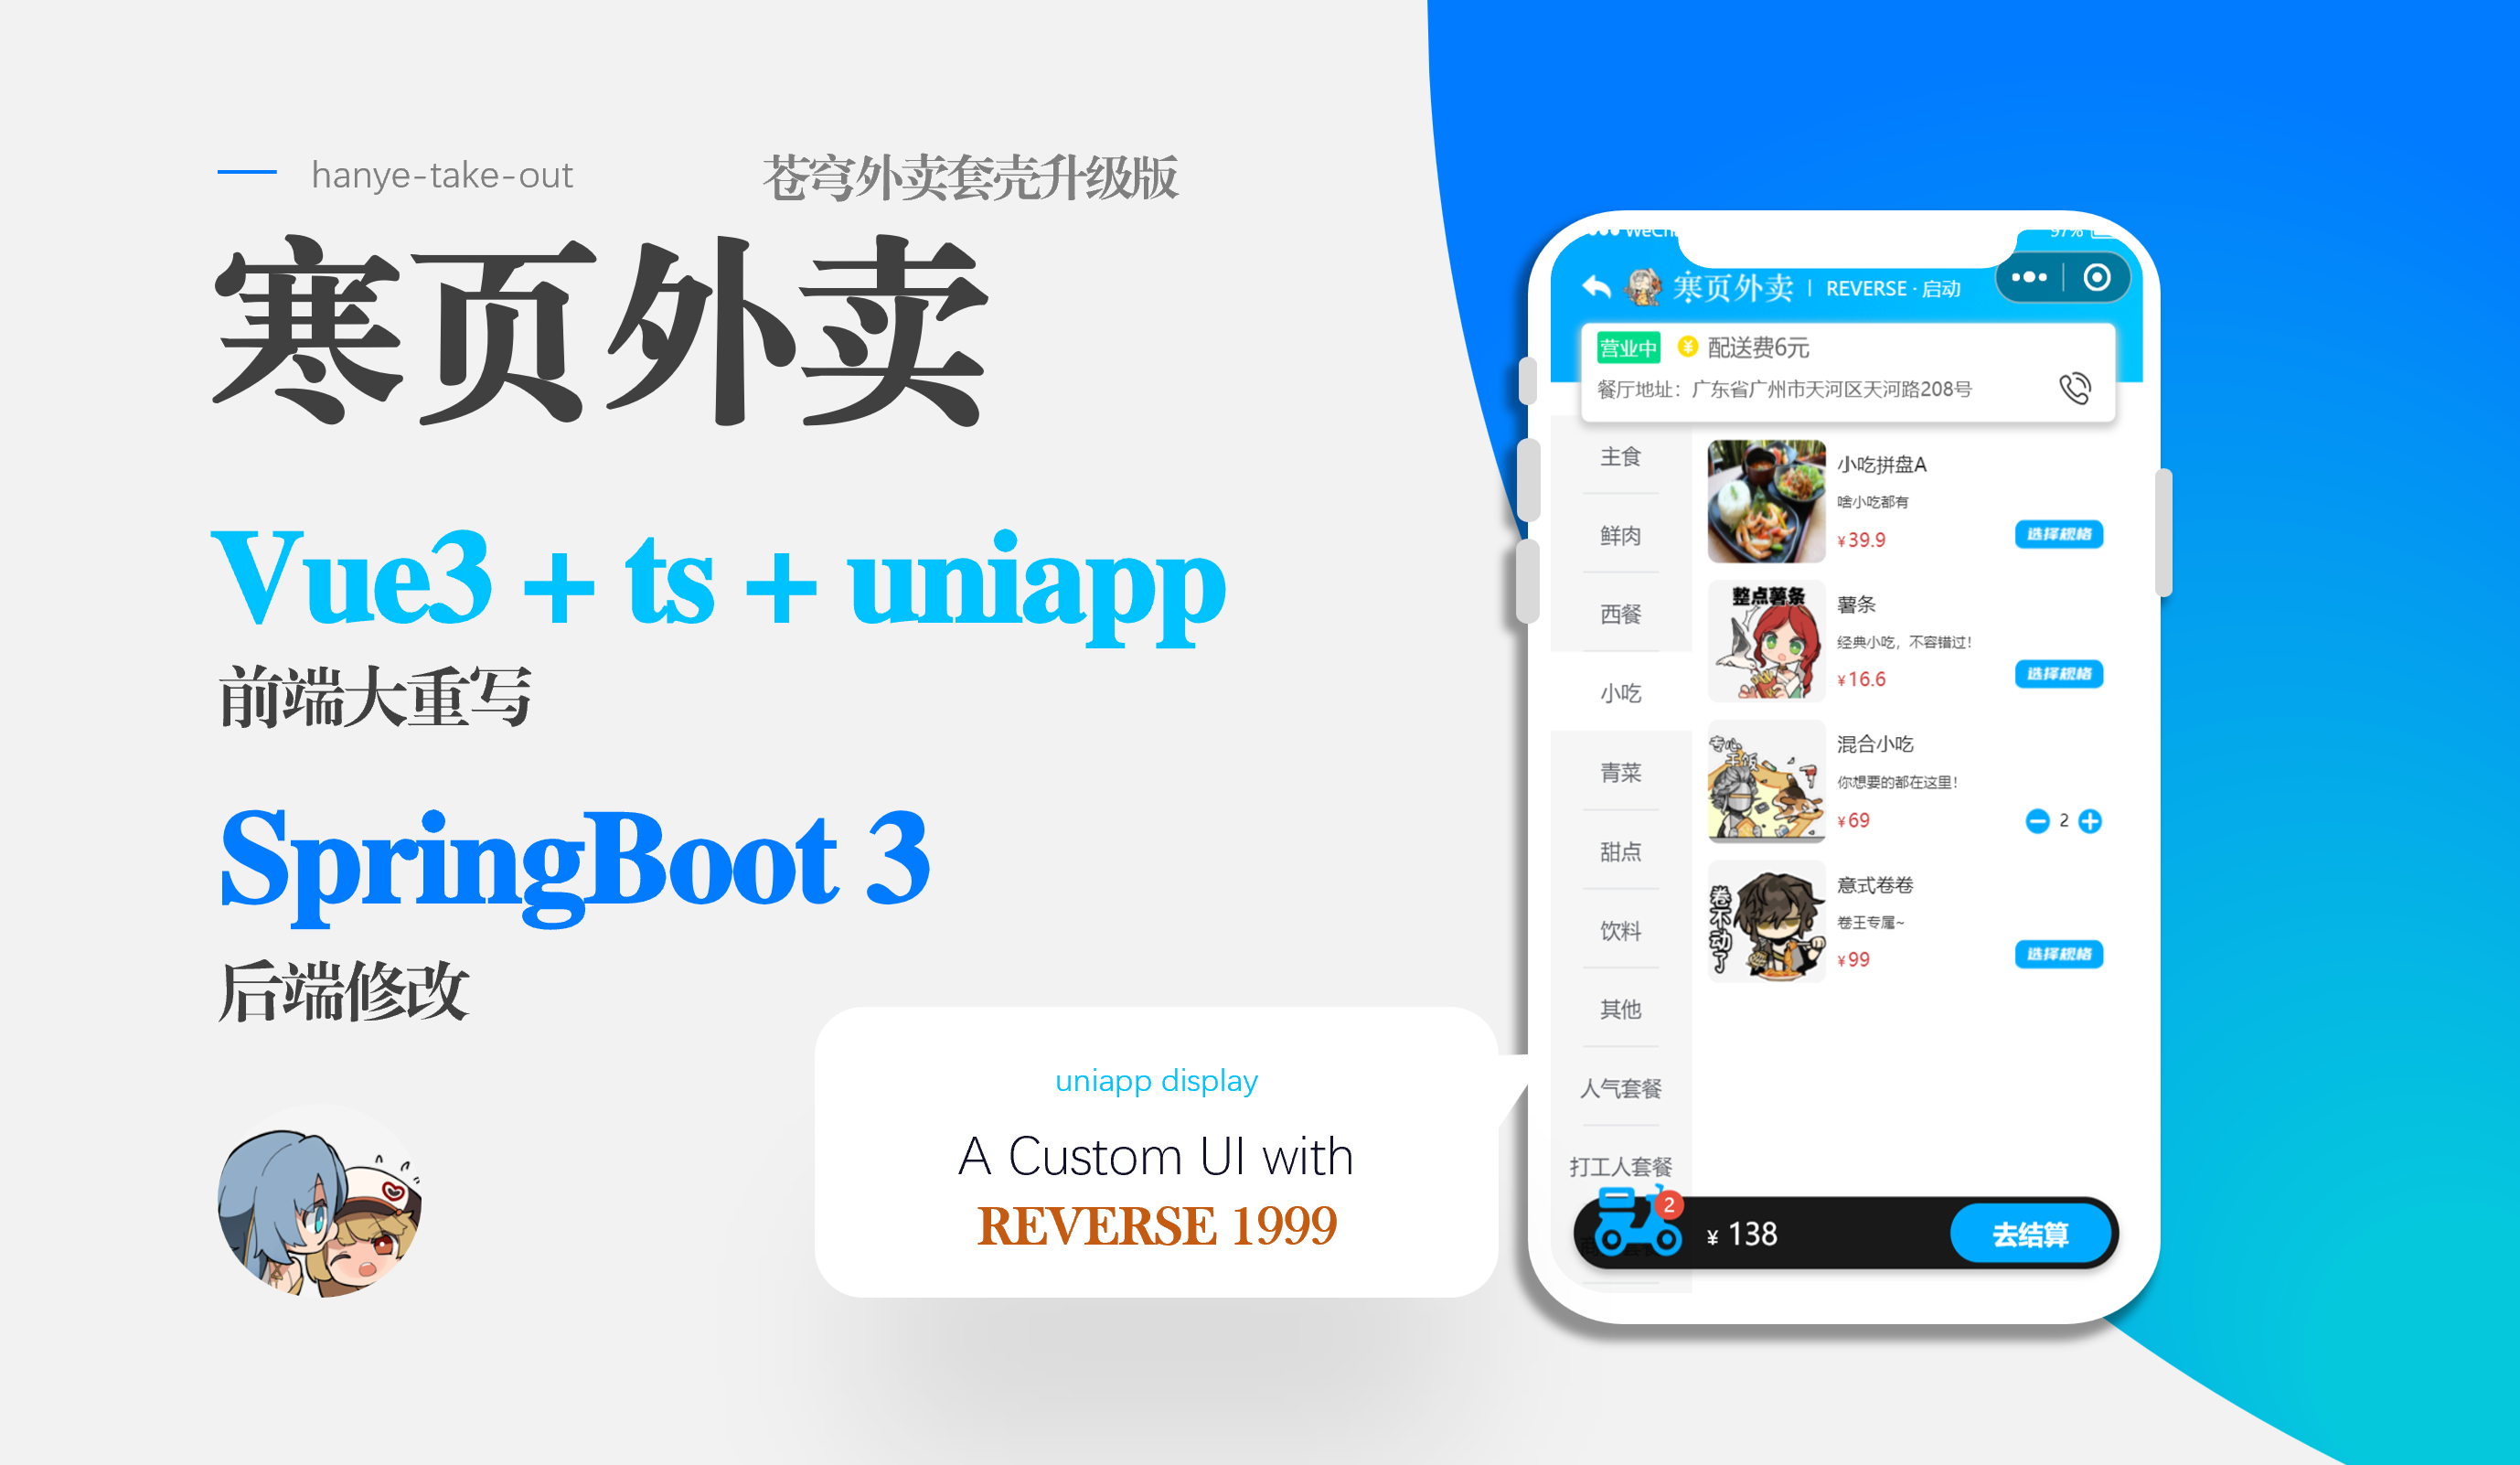 hanye-take-out
苍穹外卖套壳升级版
寒页外卖
Vue3 + ts + uniapp
前端大重写
SpringBoot 3
后端修改
uniapp display
A Custom UI with
REVERSE 1999
97%
寒页外卖 | REVERSE · 启动
营业中 ¥ 配送费6元
餐厅地址：广东省广州市天河区天河路208号
主食
鲜肉
西餐
小吃
青菜
甜点
饮料
其他
人气套餐
打工人套餐
小吃拼盘A
啥小吃都有
¥39.9
选择规格
整点薯条
薯条
经典小吃，不容错过！
¥16.6
选择规格
专心
干饭
混合小吃
你想要的都在这里！
¥69
2
卷不动了
意式卷卷
卷王专属~
¥99
选择规格
2
¥ 138
去结算